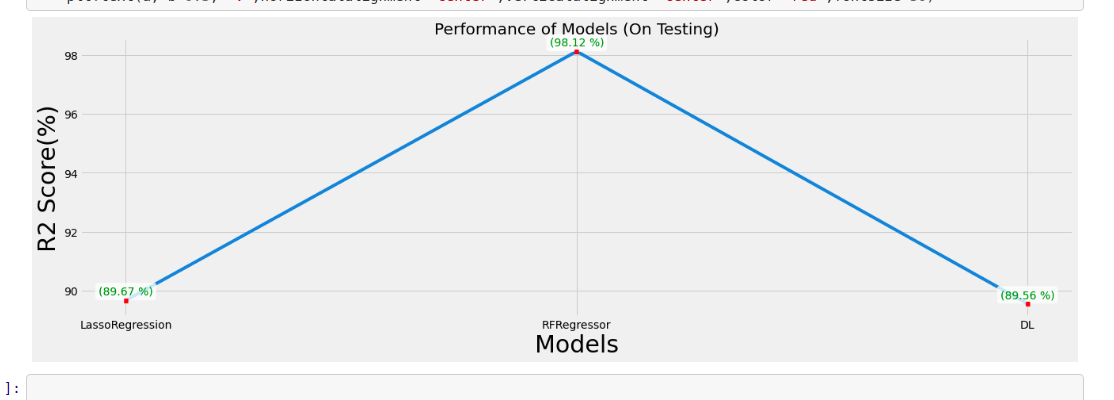 Performance of Models (On Testing)
(98.12 %)
98
96
94
92
90
R2 Score(%)
(89.67 %)
(89.56 %)
LassoRegression
RFRegressor
DL
Models
]: